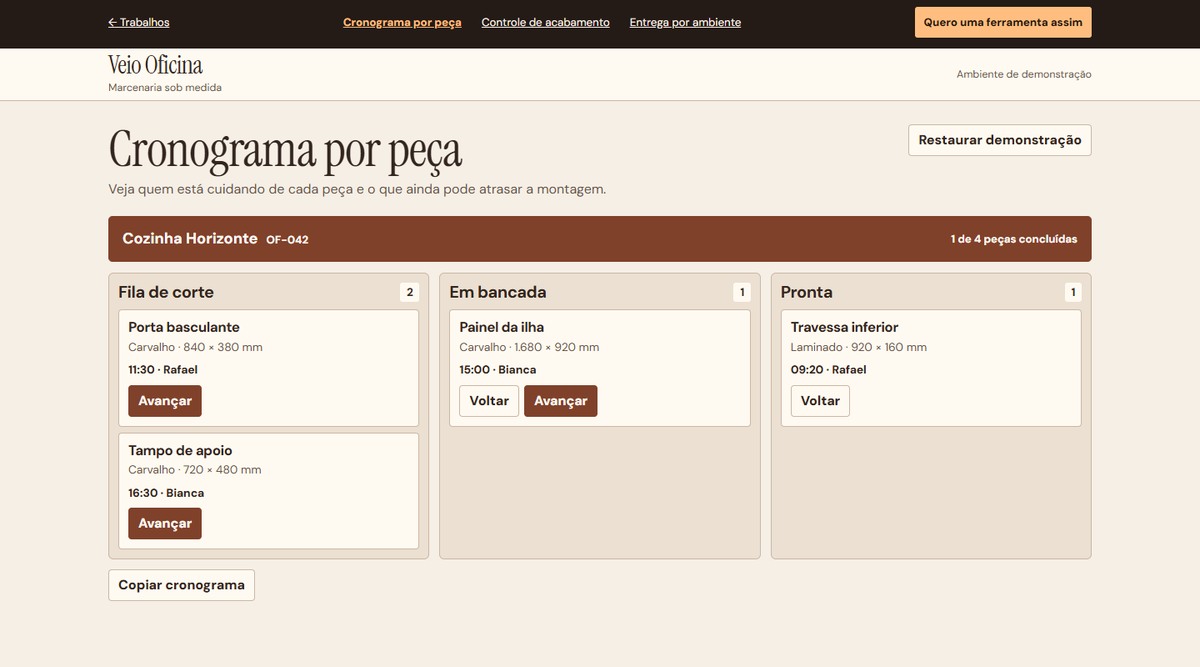 ← Trabalhos
Cronograma por peça
Controle de acabamento
Entrega por ambiente
Quero uma ferramenta assim
Veio Oficina
Marcenaria sob medida
Ambiente de demonstração
Cronograma por peça
Restaurar demonstração
Veja quem está cuidando de cada peça e o que ainda pode atrasar a montagem.
Cozinha Horizonte OF-042
1 de 4 peças concluídas
Fila de corte 2
Porta basculante
Carvalho · 840 × 380 mm
11:30 · Rafael
Avançar
Tampo de apoio
Carvalho · 720 × 480 mm
16:30 · Bianca
Avançar
Em bancada 1
Painel da ilha
Carvalho · 1.680 × 920 mm
15:00 · Bianca
Voltar Avançar
Pronta 1
Travessa inferior
Laminado · 920 × 160 mm
09:20 · Rafael
Voltar
Copiar cronograma